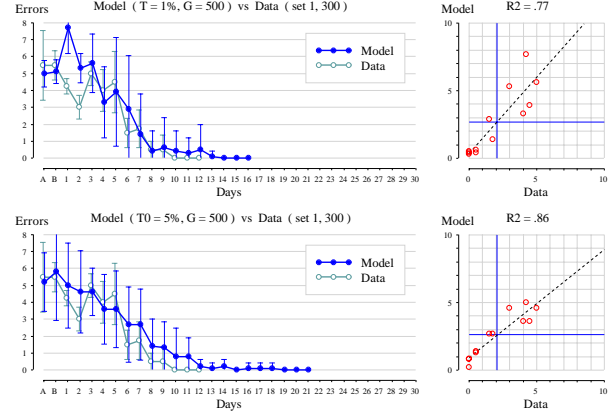 Errors Model ( T = 1%, G = 500 ) vs Data ( set 1, 300 )
8
7
6
5
4
3
2
1
0
Model
Data
A B 1 2 3 4 5 6 7 8 9 10 11 12 13 14 15 16 17 18 19 20 21 22 23 24 25 26 27 28 29 30
Days
Model R2 = .77
10
5
0
0 5 10
Data
Errors Model ( T0 = 5%, G = 500 ) vs Data ( set 1, 300 )
8
7
6
5
4
3
2
1
0
Model
Data
A B 1 2 3 4 5 6 7 8 9 10 11 12 13 14 15 16 17 18 19 20 21 22 23 24 25 26 27 28 29 30
Days
Model R2 = .86
10
5
0
0 5 10
Data